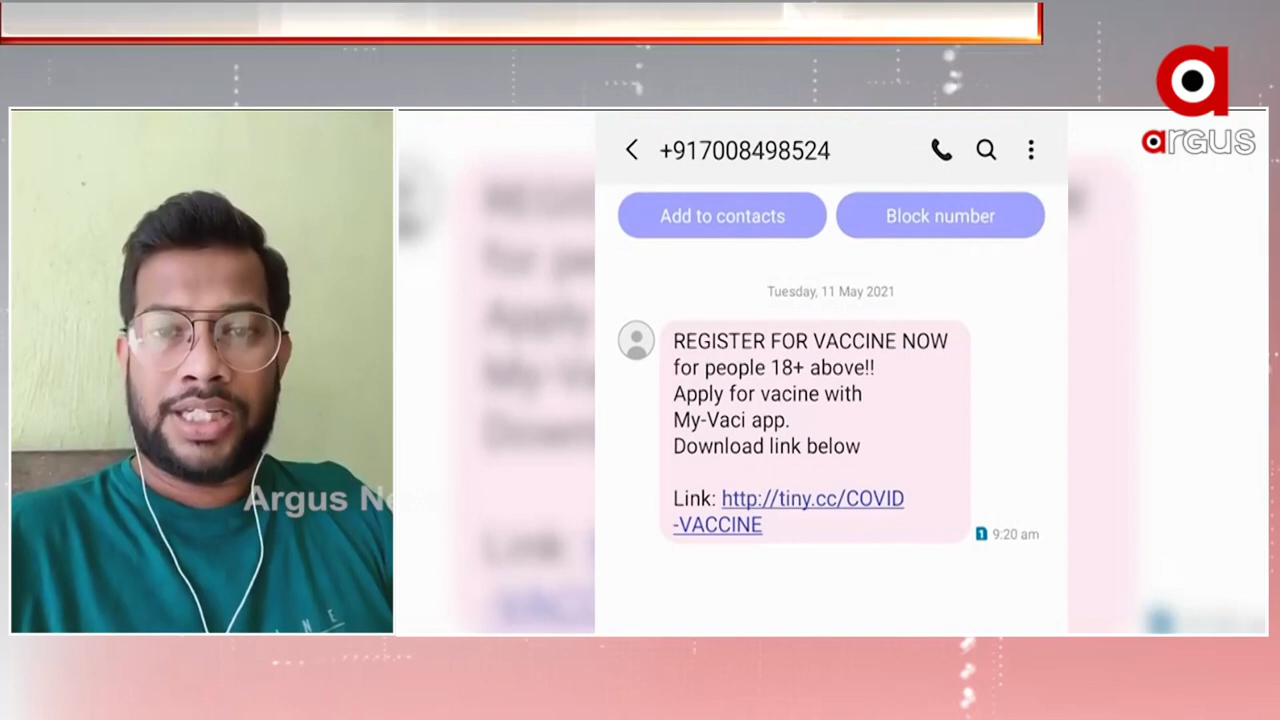 argus
+917008498524
Add to contacts
Block number
Tuesday, 11 May 2021
REGISTER FOR VACCINE NOW
for people 18+ above!!
Apply for vacine with
My-Vaci app.
Download link below
Link: http://tiny.cc/COVID
-VACCINE
1 9:20 am
Argus